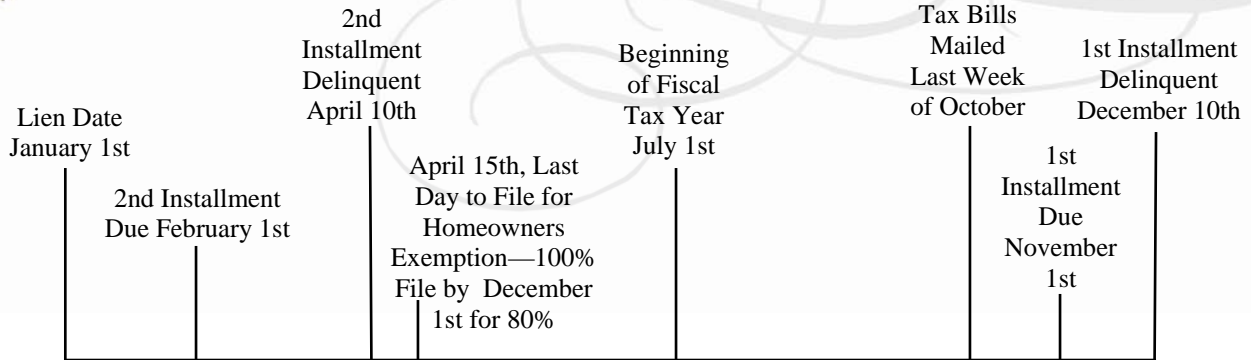 Lien Date
January 1st
2nd Installment
Due February 1st
2nd
Installment
Delinquent
April 10th
April 15th, Last
Day to File for
Homeowners
Exemption—100%
File by December
1st for 80%
Beginning
of Fiscal
Tax Year
July 1st
Tax Bills
Mailed
Last Week
of October
1st
Installment
Due
November
1st
1st Installment
Delinquent
December 10th